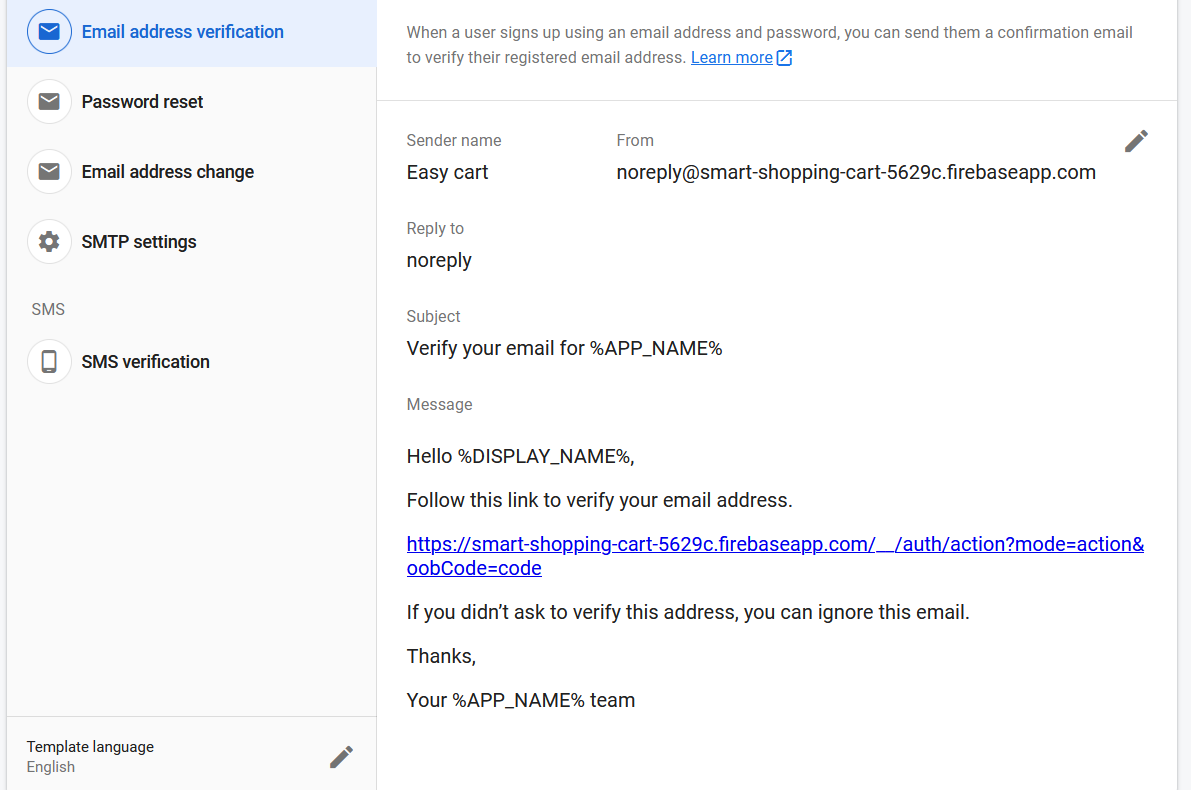 Email address verification
Password reset
Email address change
SMTP settings
SMS
SMS verification
Template language
English
When a user signs up using an email address and password, you can send them a confirmation email
to verify their registered email address. Learn more
Sender name
From
Easy cart
noreply@smart-shopping-cart-5629c.firebaseapp.com
Reply to
noreply
Subject
Verify your email for %APP_NAME%
Message
Hello %DISPLAY_NAME%,
Follow this link to verify your email address.
https://smart-shopping-cart-5629c.firebaseapp.com/__/auth/action?mode=action&
oobCode=code
If you didn’t ask to verify this address, you can ignore this email.
Thanks,
Your %APP_NAME% team